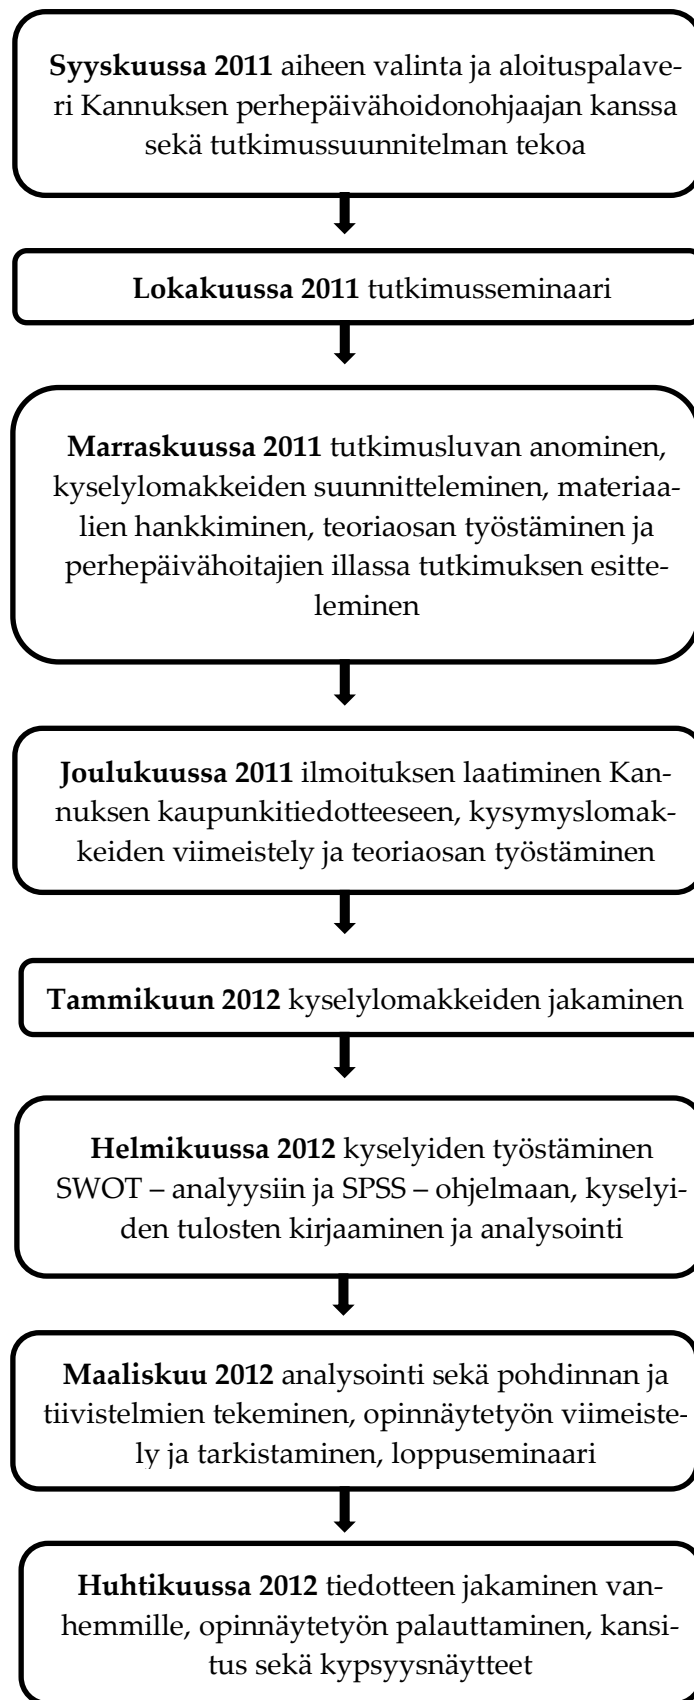 Syyskuussa 2011 aiheen valinta ja aloituspalave-
ri Kannuksen perhepäivähoidonohjaajan kanssa
sekä tutkimussuunnitelman tekoa
Lokakuussa 2011 tutkimusseminaari
Marraskuussa 2011 tutkimusluvan anominen,
kyselylomakkeiden suunnitteleminen, materiaa-
lien hankkiminen, teoriaosan työstäminen ja
perhepäivähoitajien illassa tutkimuksen esitte-
leminen
Joulukuussa 2011 ilmoituksen laatiminen Kan-
nuksen kaupunkitiedotteeseen, kysymyslomak-
keiden viimeistely ja teoriaosan työstäminen
Tammikuun 2012 kyselylomakkeiden jakaminen
Helmikuussa 2012 kyselyiden työstäminen
SWOT – analyysiin ja SPSS – ohjelmaan, kyselyi-
den tulosten kirjaaminen ja analysointi
Maaliskuu 2012 analysointi sekä pohdinnan ja
tiivistelmien tekeminen, opinnäytetyön viimeiste-
ly ja tarkistaminen, loppuseminaari
Huhtikuussa 2012 tiedotteen jakaminen van-
hemmille, opinnäytetyön palauttaminen, kansi-
tus sekä kypsyysnäytteet